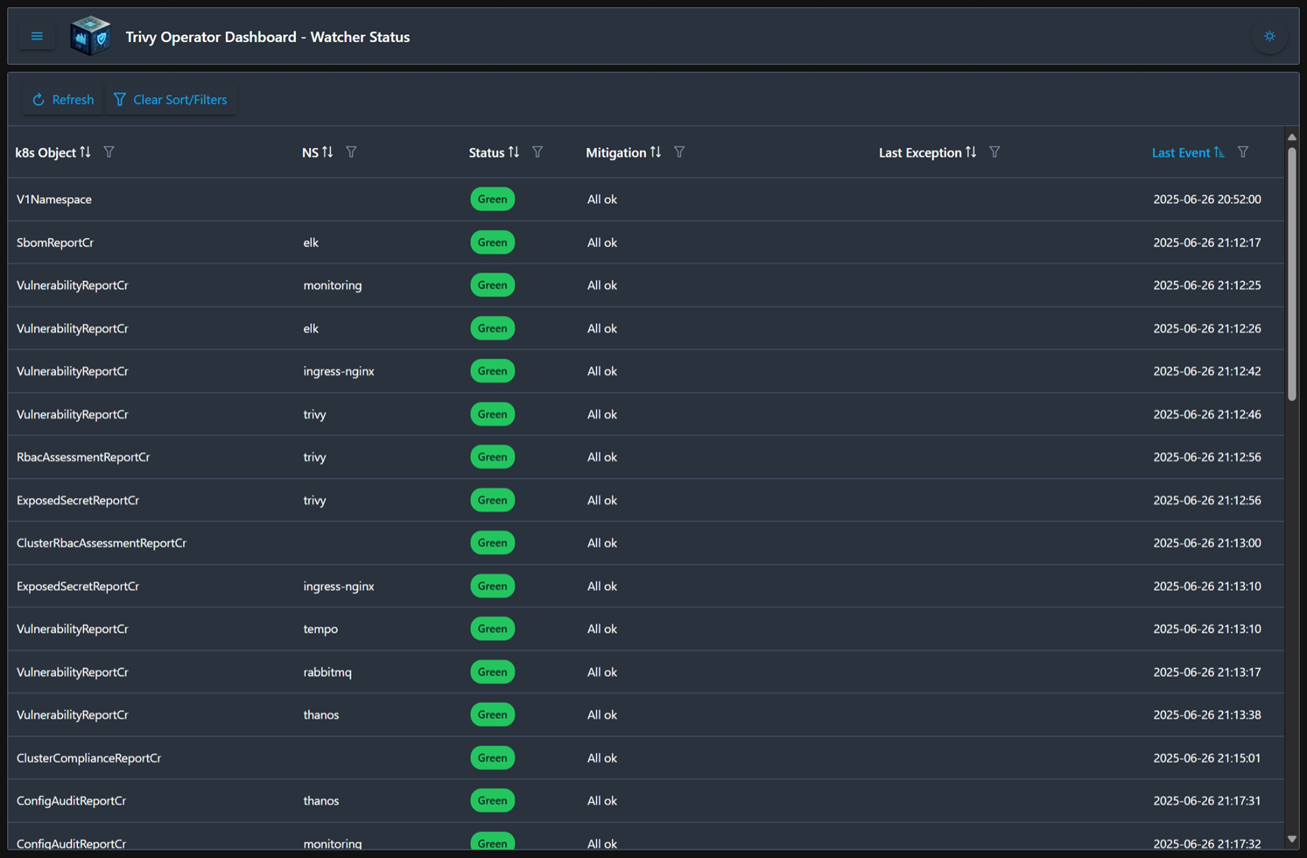 Trivy Operator Dashboard - Watcher Status
Refresh Clear Sort/Filters
k8s Object NS Status Mitigation Last Exception Last Event
V1Namespace Green All ok 2025-06-26 20:52:00
SbomReportCr elk Green All ok 2025-06-26 21:12:17
VulnerabilityReportCr monitoring Green All ok 2025-06-26 21:12:25
VulnerabilityReportCr elk Green All ok 2025-06-26 21:12:26
VulnerabilityReportCr ingress-nginx Green All ok 2025-06-26 21:12:42
VulnerabilityReportCr trivy Green All ok 2025-06-26 21:12:46
RbacAssessmentReportCr trivy Green All ok 2025-06-26 21:12:56
ExposedSecretReportCr trivy Green All ok 2025-06-26 21:12:56
ClusterRbacAssessmentReportCr Green All ok 2025-06-26 21:13:00
ExposedSecretReportCr ingress-nginx Green All ok 2025-06-26 21:13:10
VulnerabilityReportCr tempo Green All ok 2025-06-26 21:13:10
VulnerabilityReportCr rabbitmq Green All ok 2025-06-26 21:13:17
VulnerabilityReportCr thanos Green All ok 2025-06-26 21:13:38
ClusterComplianceReportCr Green All ok 2025-06-26 21:15:01
ConfigAuditReportCr thanos Green All ok 2025-06-26 21:17:31
ConfigAuditReportCr monitoring Green All ok 2025-06-26 21:17:32